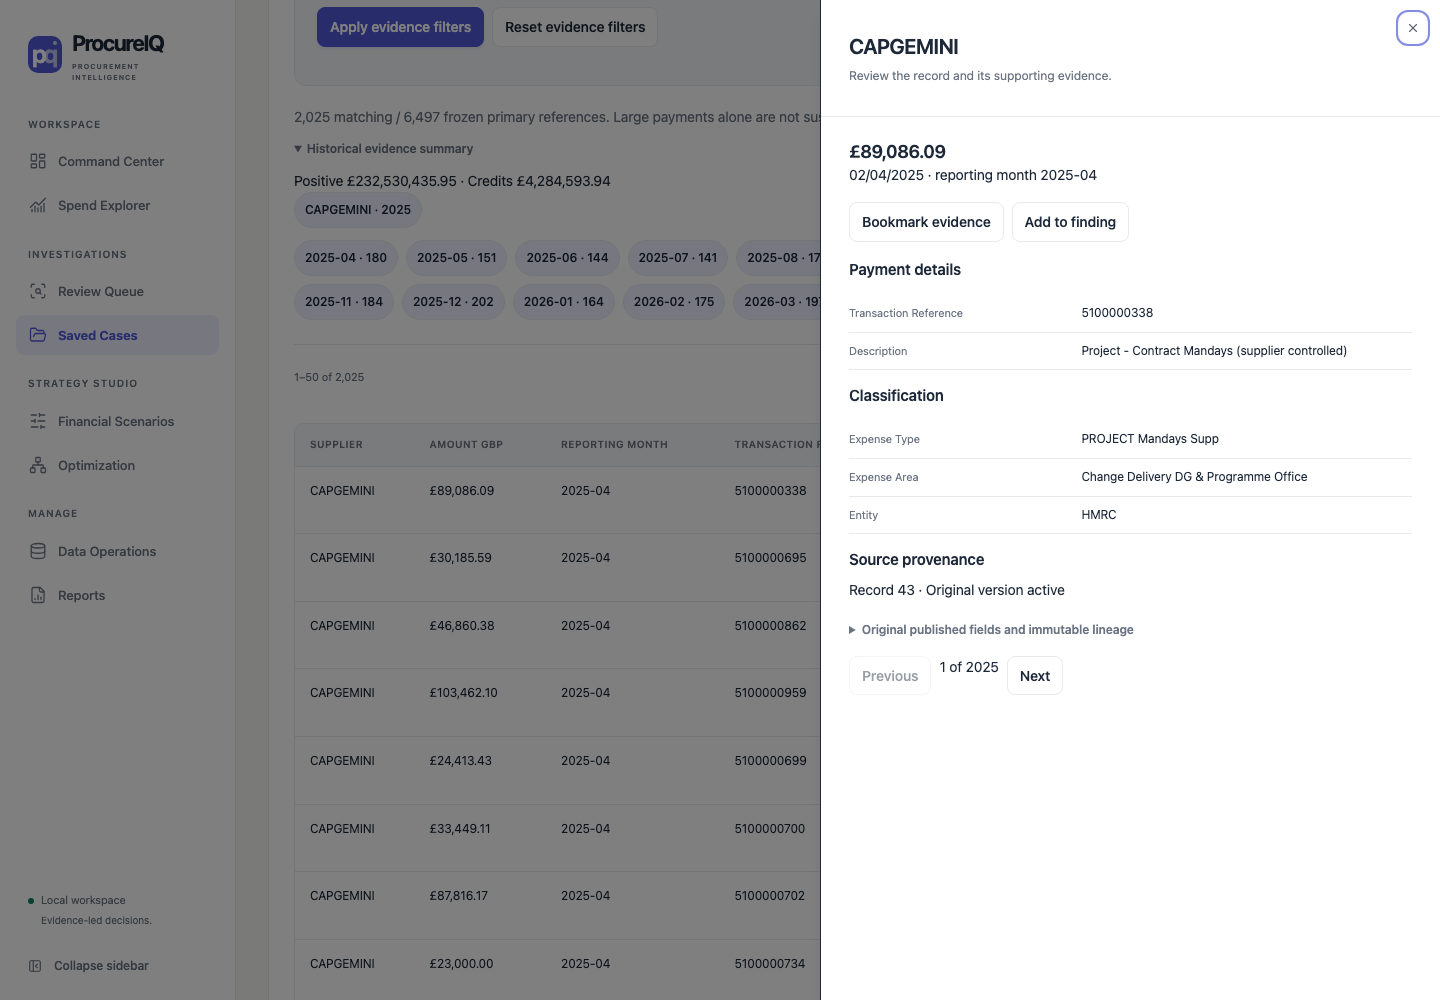 ProcureIQ
PROCUREMENT
INTELLIGENCE
WORKSPACE
Command Center
Spend Explorer
INVESTIGATIONS
Review Queue
Saved Cases
STRATEGY STUDIO
Financial Scenarios
Optimization
MANAGE
Data Operations
Reports
Local workspace
Evidence-led decisions.
Collapse sidebar
Apply evidence filters
Reset evidence filters
2,025 matching / 6,497 frozen primary references. Large payments alone are not
Historical evidence summary
Positive £232,530,435.95 · Credits £4,284,593.94
CAPGEMINI · 2025
2025-04 · 180
2025-05 · 151
2025-06 · 144
2025-07 · 141
2025-08 ·
2025-11 · 184
2025-12 · 202
2026-01 · 164
2026-02 · 175
2026-03 ·
1–50 of 2,025
SUPPLIER AMOUNT GBP REPORTING MONTH TRANSACTION
CAPGEMINI £89,086.09 2025-04 5100000338
CAPGEMINI £30,185.59 2025-04 5100000695
CAPGEMINI £46,860.38 2025-04 5100000862
CAPGEMINI £103,462.10 2025-04 5100000959
CAPGEMINI £24,413.43 2025-04 5100000699
CAPGEMINI £33,449.11 2025-04 5100000700
CAPGEMINI £87,816.17 2025-04 5100000702
CAPGEMINI £23,000.00 2025-04 5100000734
CAPGEMINI
Review the record and its supporting evidence.
£89,086.09
02/04/2025 · reporting month 2025-04
Bookmark evidence
Add to finding
Payment details
Transaction Reference 5100000338
Description Project - Contract Mandays (supplier controlled)
Classification
Expense Type PROJECT Mandays Supp
Expense Area Change Delivery DG & Programme Office
Entity HMRC
Source provenance
Record 43 · Original version active
Original published fields and immutable lineage
Previous 1 of 2025 Next